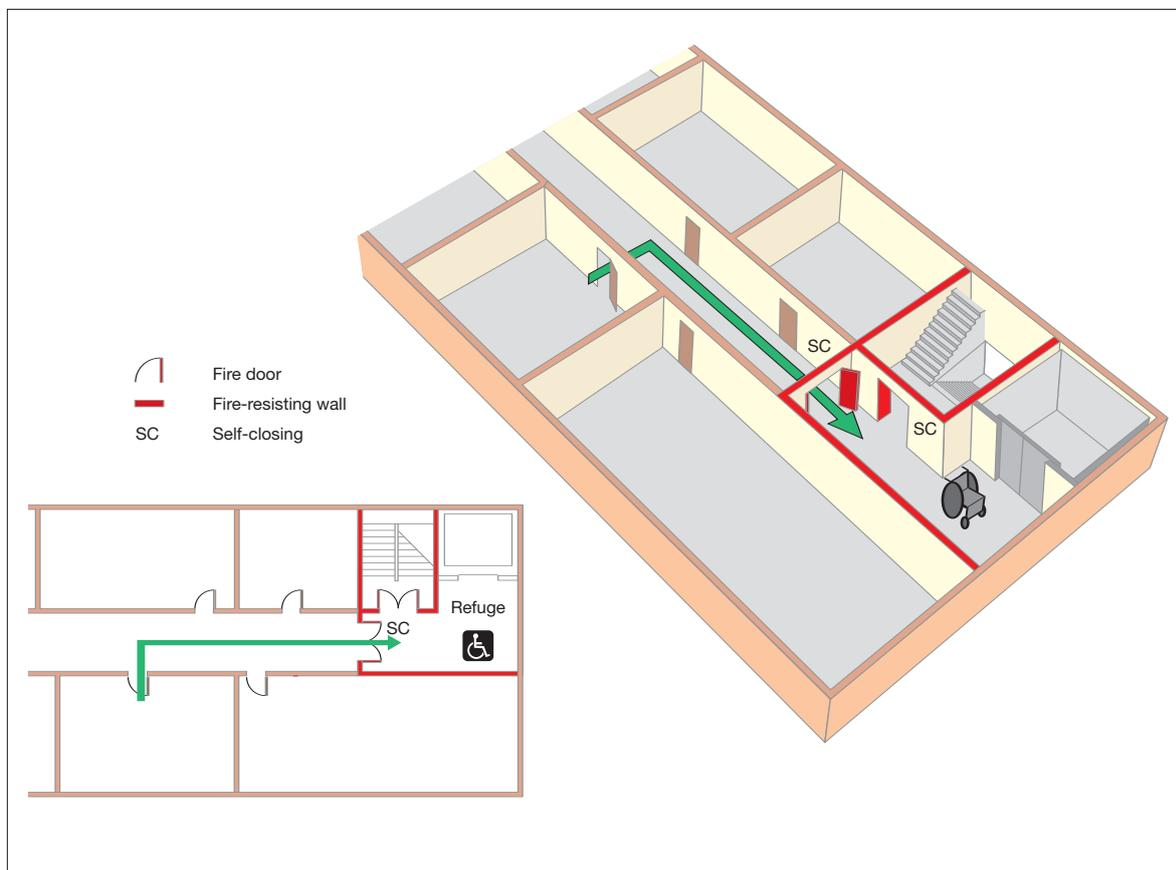 SC
SC
Fire door
Fire-resisting wall
SC Self-closing
Refuge
SC